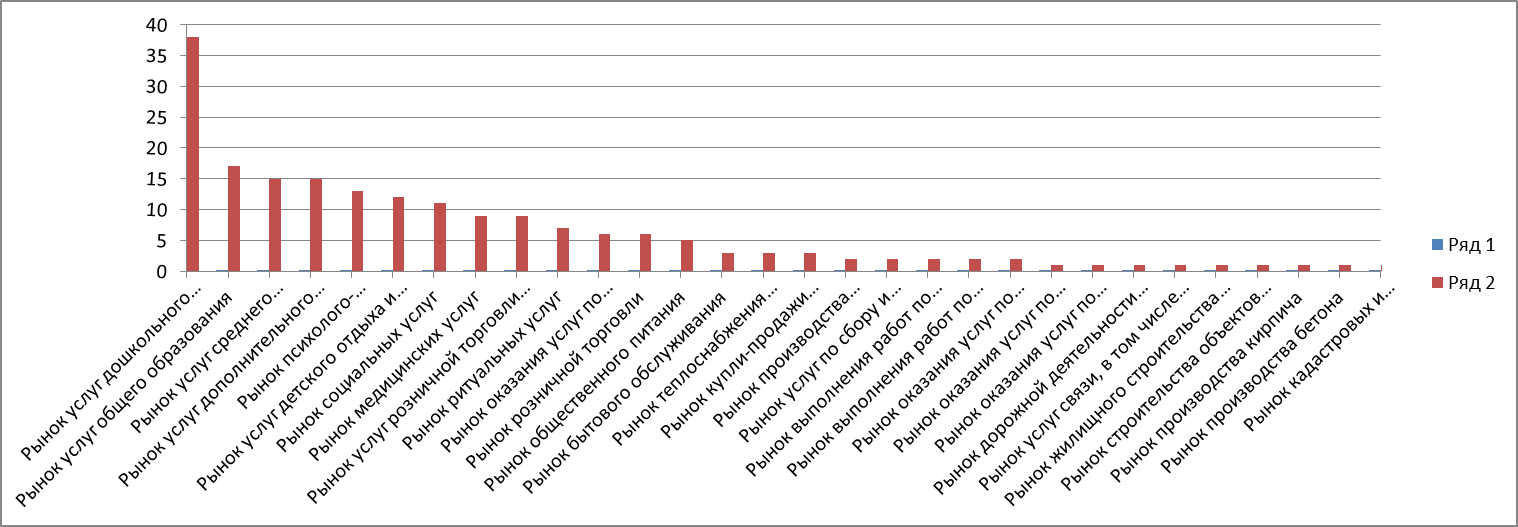 40
35
30
25
20
15
10
5
0
Рынок услуг дошкольного...
Рынок услуг общего образования
Рынок услуг среднего...
Рынок услуг дополнительного...
Рынок психолого-...
Рынок услуг детского отдыха и...
Рынок социальных услуг
Рынок медицинских услуг
Рынок услуг розничной торговли...
Рынок ритуальных услуг
Рынок оказания услуг по...
Рынок розничной торговли
Рынок общественного питания
Рынок бытового обслуживания
Рынок теплоснабжения...
Рынок купли-продажи...
Рынок производства...
Рынок услуг по сбору и...
Рынок выполнения работ по...
Рынок выполнения работ по...
Рынок оказания услуг по...
Рынок оказания услуг по...
Рынок оказания услуг по...
Рынок дорожной деятельности...
Рынок услуг связи, в том числе...
Рынок жилищного строительства...
Рынок строительства объектов...
Рынок производства кирпича
Рынок производства бетона
Рынок кадастровых и...
Ряд 1
Ряд 2